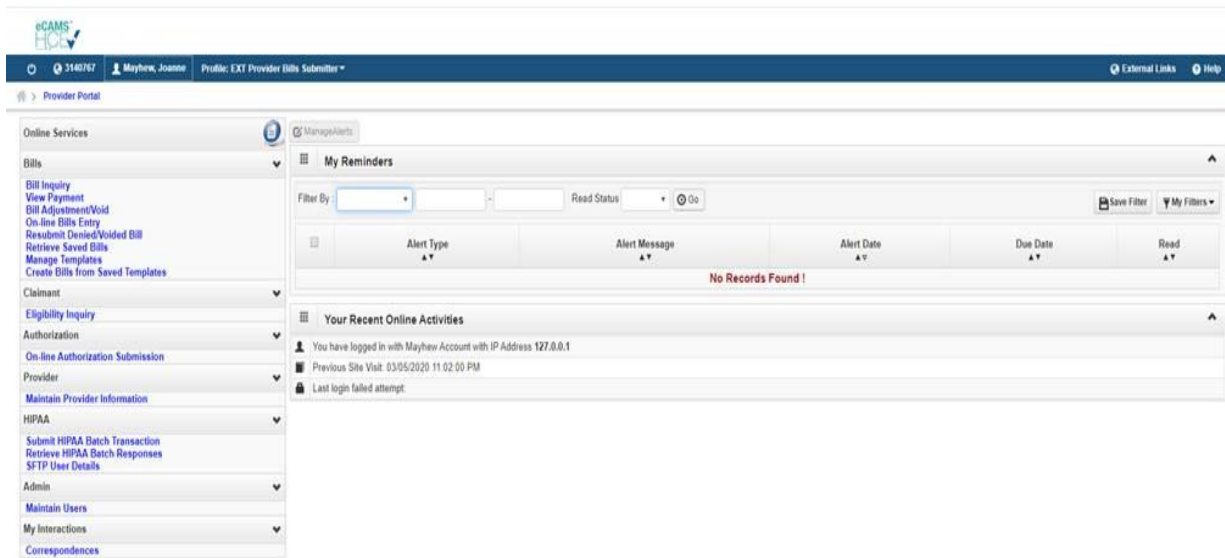 eCAMS
HCE
3140767 Mayhew, Joanne Profile: EXT Provider Bills Submitter External Links Help
> Provider Portal
Online Services
Bills
Bill Inquiry
View Payment
Bill Adjustment/Void
On-line Bills Entry
Resubmit Denied/Voided Bill
Retrieve Saved Bills
Manage Templates
Create Bills from Saved Templates
Claimant
Eligibility Inquiry
Authorization
On-line Authorization Submission
Provider
Maintain Provider Information
HIPAA
Submit HIPAA Batch Transaction
Retrieve HIPAA Batch Responses
SFTP User Details
Admin
Maintain Users
My Interactions
Correspondences
ManageAlerts
My Reminders
Filter By : - Read Status Go Save Filter My Filters
Alert Type Alert Message Alert Date Due Date Read
No Records Found !
Your Recent Online Activities
You have logged in with Mayhew Account with IP Address 127.0.0.1
Previous Site Visit: 03/05/2020 11:02:00 PM
Last login failed attempt: